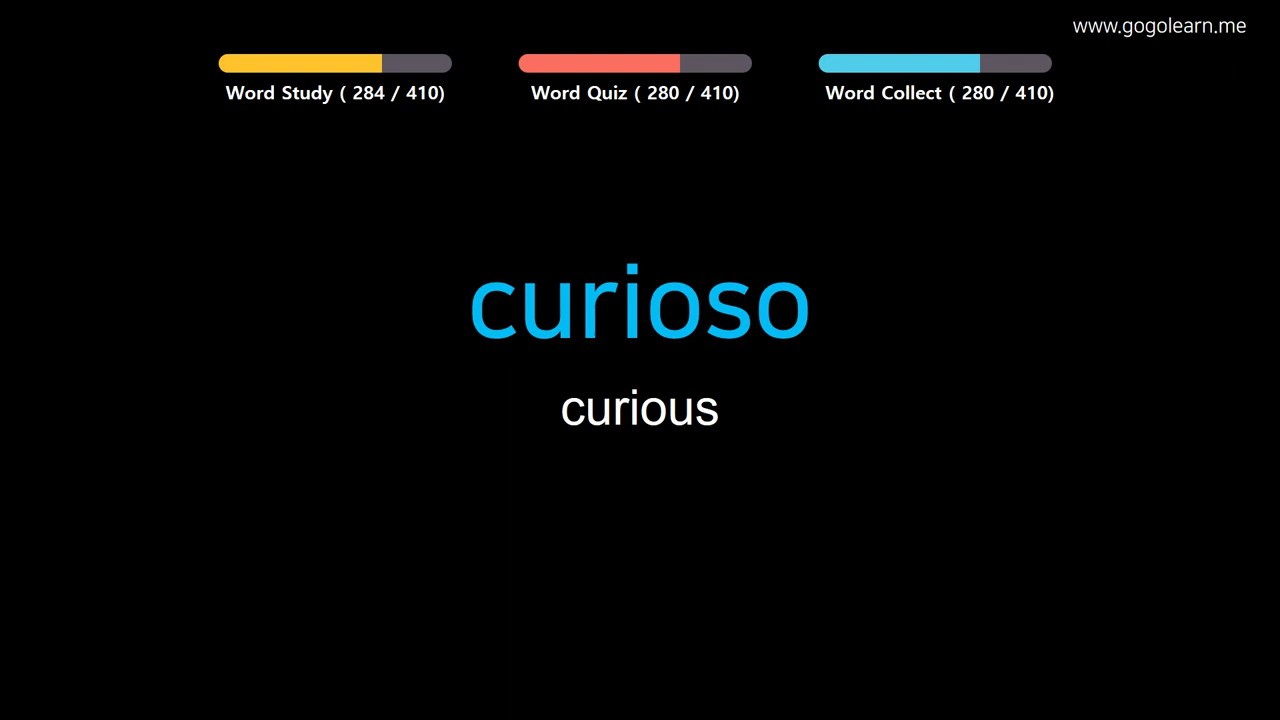 www.gogolearn.me
Word Study ( 284 / 410)
Word Quiz ( 280 / 410)
Word Collect ( 280 / 410)
curioso
curious